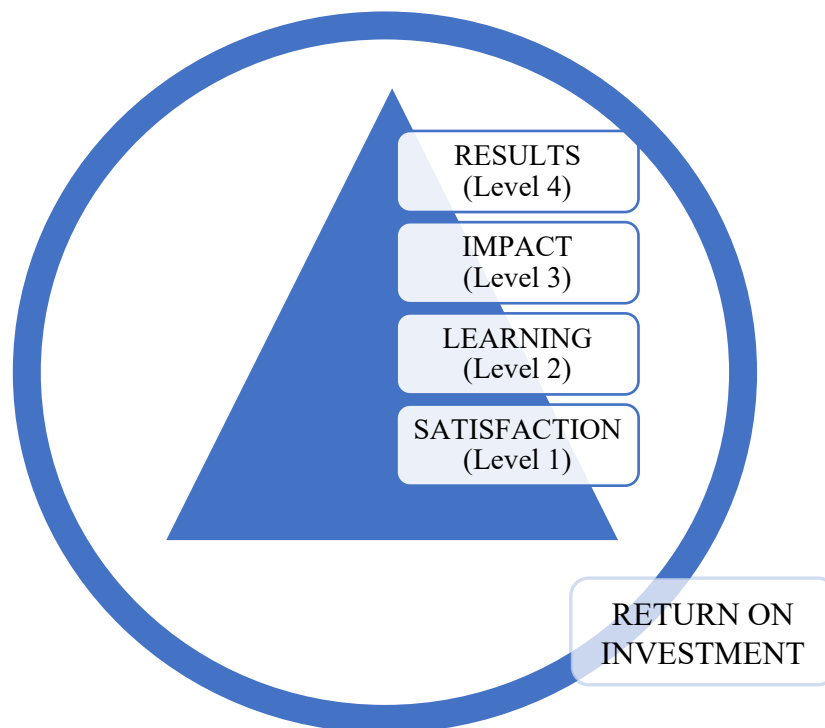 RESULTS
(Level 4)
IMPACT
(Level 3)
LEARNING
(Level 2)
SATISFACTION
(Level 1)
RETURN ON
INVESTMENT